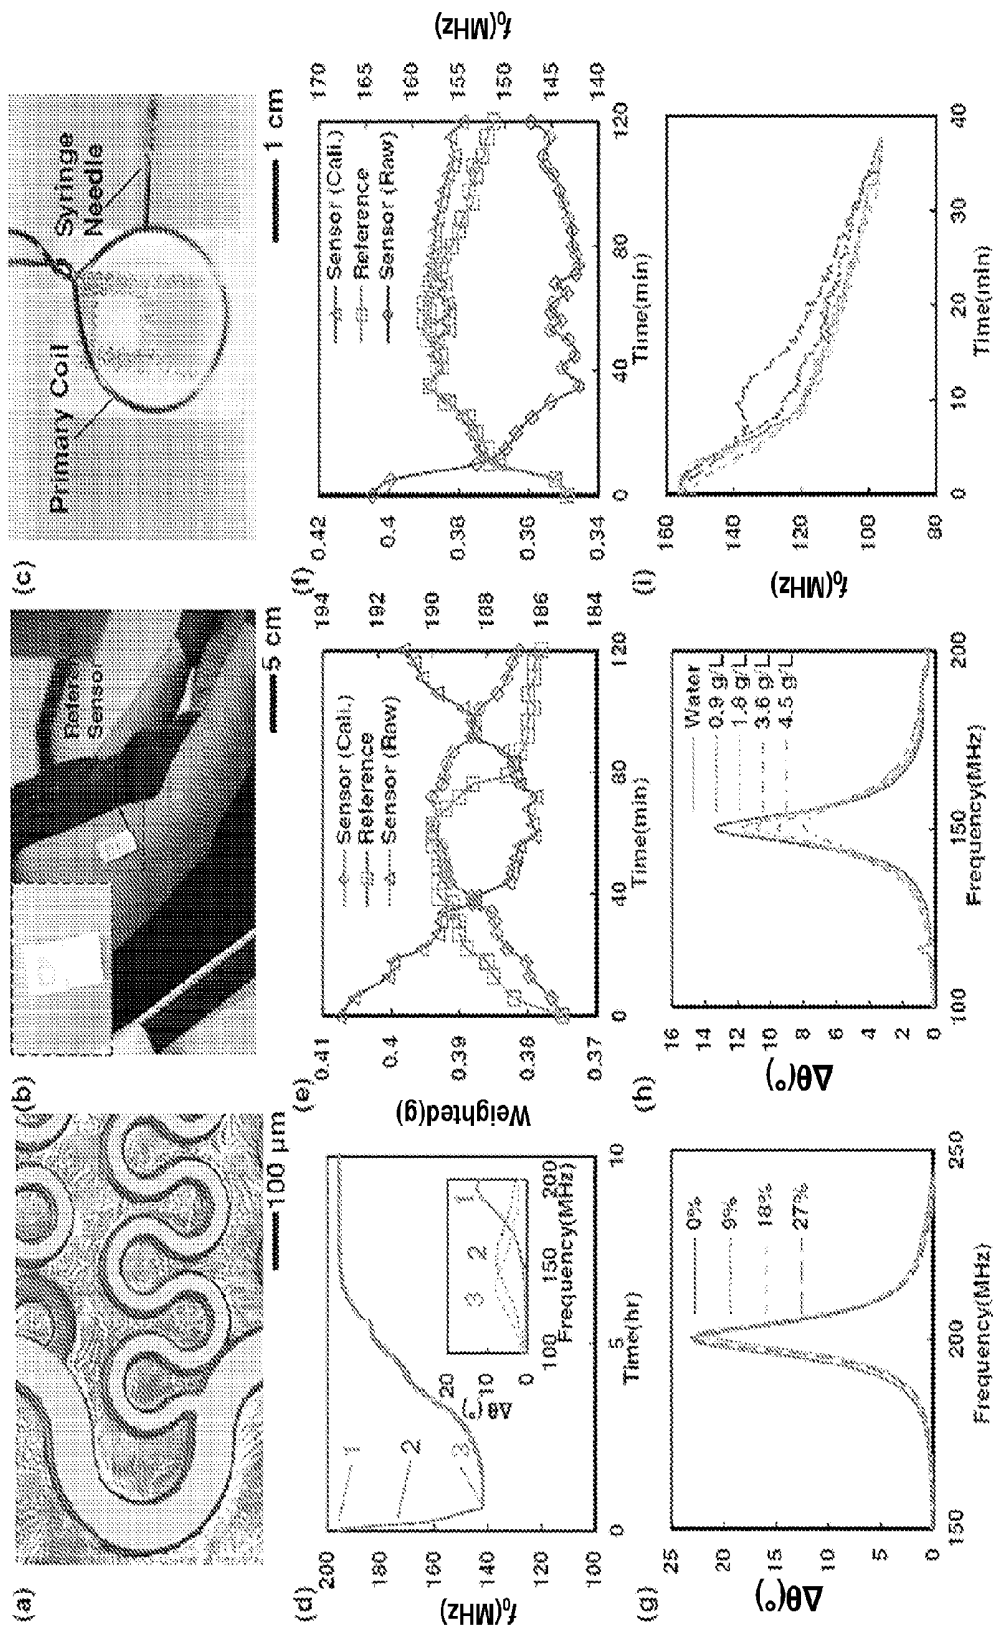 (a)
100 µm
(b)
Refere
Sensor
5 cm
(c)
Primary Coil
Syringe
Needle
1 cm
(d)
f₀(MHz)
200
180
160
140
120
100
1
2
3
Δθ(°)
20
10
0
3
2
1
100
150
200
Frequency(MHz)
0
5
10
Time(hr)
(e)
Weighted(g)
0.41
0.4
0.39
0.38
0.37
Sensor (Cali.)
Reference
Sensor (Raw)
194
192
190
188
186
184
0
40
80
120
Time(min)
(f)
0.42
0.4
0.38
0.36
0.34
Sensor (Cali.)
Reference
Sensor (Raw)
170
165
160
155
150
145
140
f₀(MHz)
0
40
80
120
Time(min)
(g)
Δθ(°)
25
20
15
10
5
0
0%
9%
18%
27%
150
200
250
Frequency(MHz)
(h)
Δθ(°)
16
14
12
10
8
6
4
2
0
Water
0.9 g/L
1.8 g/L
3.6 g/L
4.5 g/L
100
150
200
Frequency(MHz)
(i)
f₀(MHz)
160
140
120
100
80
0
10
20
30
40
Time(min)